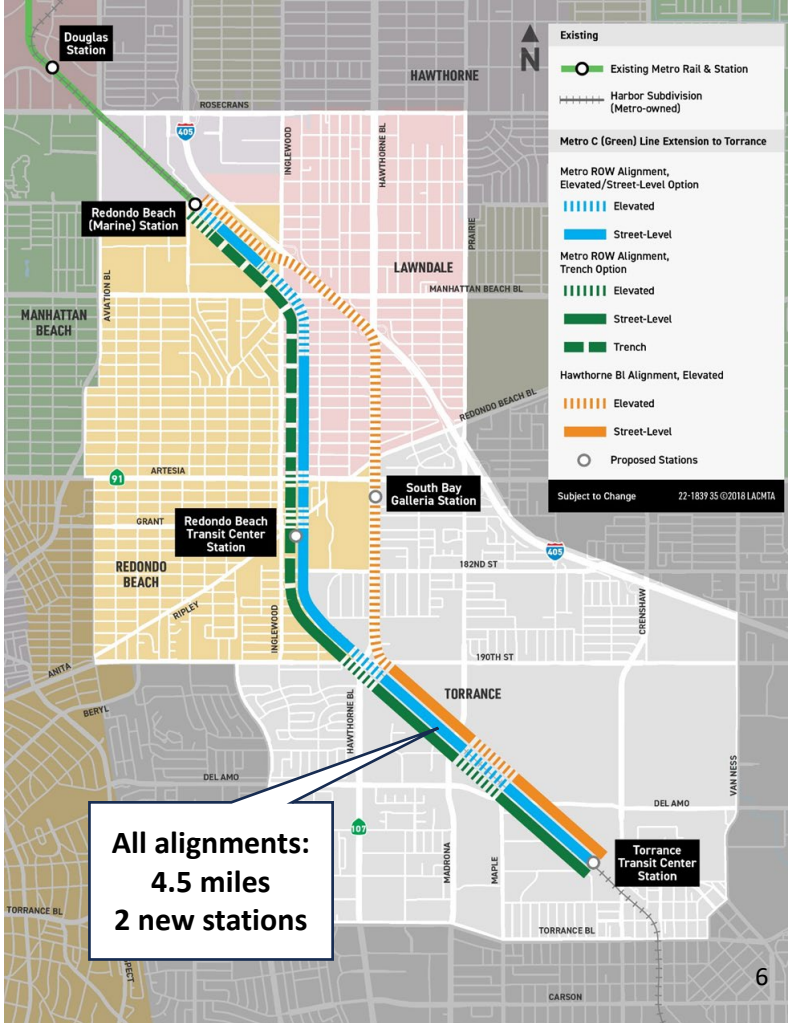 Douglas
Station
HAWTHORNE
N
ROSECRANS
405
INGLEWOOD
HAWTHORNE BL
Redondo Beach
(Marine) Station
PRAIRIE
LAWNDALE
AVIATION BL
MANHATTAN BEACH BL
MANHATTAN
BEACH
REDONDO BEACH BL
ARTESIA
91
South Bay
Galleria Station
GRANT
Redondo Beach
Transit Center
Station
405
182ND ST
REDONDO
BEACH
RIPLEY
INGLEWOOD
CRENSHAW
190TH ST
ANITA
TORRANCE
BERYL
HAWTHORNE BL
DEL AMO
VAN NESS
DEL AMO
All alignments:
4.5 miles
2 new stations
107
MADRONA
MAPLE
Torrance
Transit Center
Station
TORRANCE BL
TORRANCE BL
PECT
CARSON
6
Existing
Existing Metro Rail & Station
Harbor Subdivision
(Metro-owned)
Metro C (Green) Line Extension to Torrance
Metro ROW Alignment,
Elevated/Street-Level Option
Elevated
Street-Level
Metro ROW Alignment,
Trench Option
Elevated
Street-Level
Trench
Hawthorne Bl Alignment, Elevated
Elevated
Street-Level
Proposed Stations
Subject to Change
22-1839 35 ©2018 LACMTA